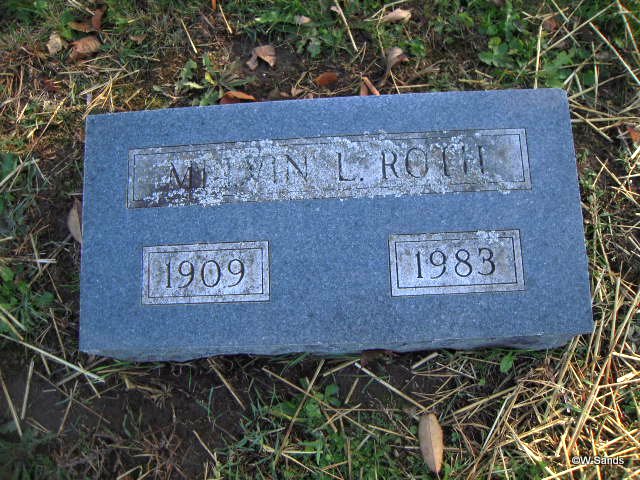 MELVIN L. ROTH
1909 1983
©W.Sands